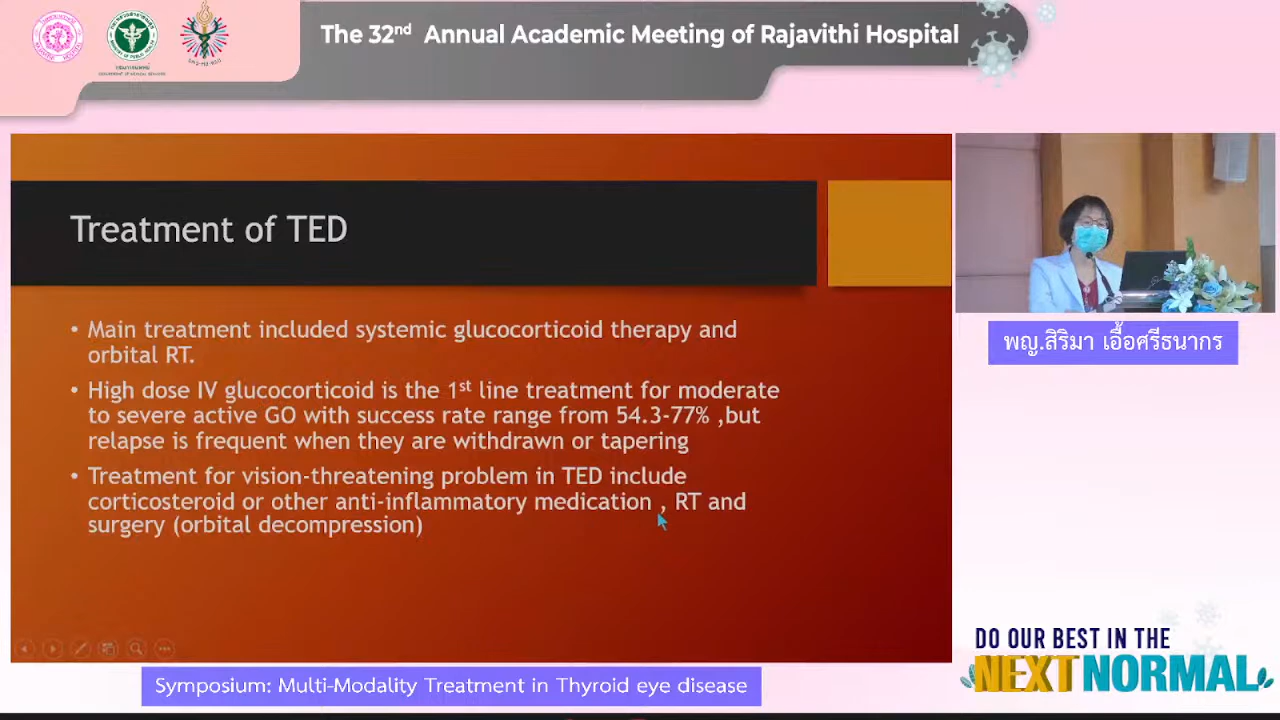 The 32nd Annual Academic Meeting of Rajavithi Hospital
Treatment of TED
• Main treatment included systemic glucocorticoid therapy and
orbital RT.
• High dose IV glucocorticoid is the 1st line treatment for moderate
to severe active GO with success rate range from 54.3-77% ,but
relapse is frequent when they are withdrawn or tapering
• Treatment for vision-threatening problem in TED include
corticosteroid or other anti-inflammatory medication , RT and
surgery (orbital decompression)
พญ.สิริมา เอื้อศรีธนากร
DO OUR BEST IN THE
NEXT NORMAL
Symposium: Multi-Modality Treatment in Thyroid eye disease